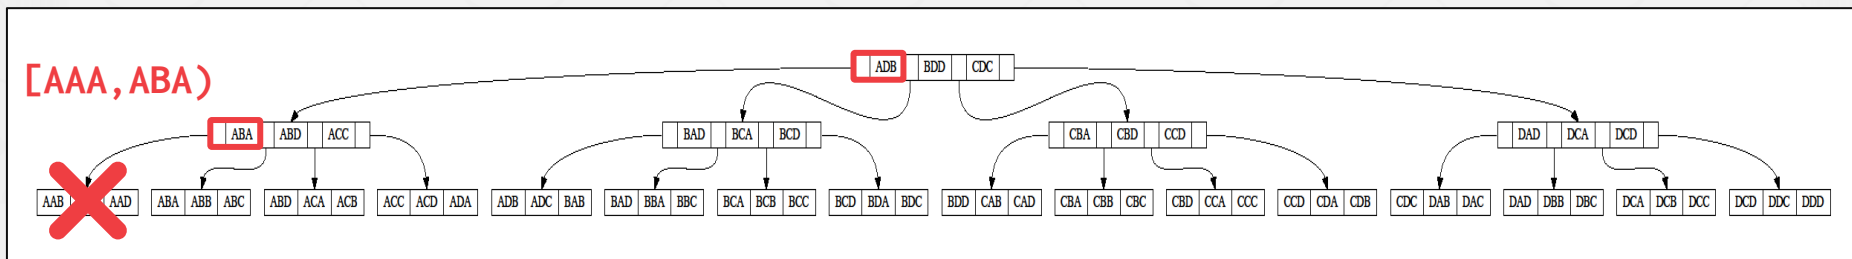 [AAA,ABA)
ADB BDD CDC
ABA ABD ACC BAD BCA BCD CBA CBD CCD DAD DCA DCD
AAB AAD ABA ABB ABC ABD ACA ACB ACC ACD ADA ADB ADC BAB BAD BBA BBC BCA BCB BCC BCD BDA BDC BDD CAB CAD CBA CBB CBC CBD CCA CCC CCD CDA CDB CDC DAB DAC DAD DBB DBC DCA DCB DCC DCD DDC DDD